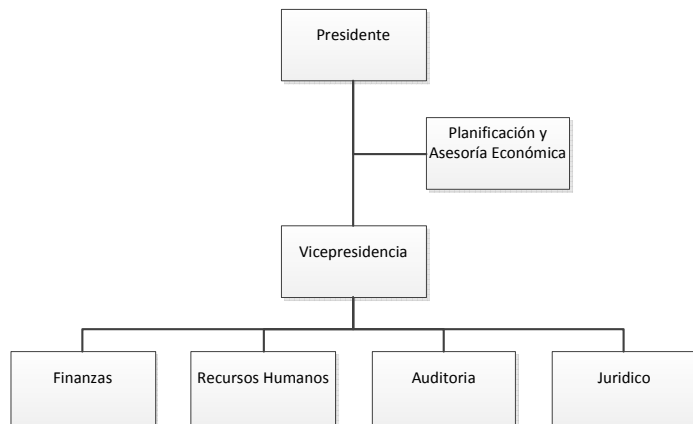 Presidente
Planificación y
Asesoría Económica
Vicepresidencia
Finanzas
Recursos Humanos
Auditoria
Juridico